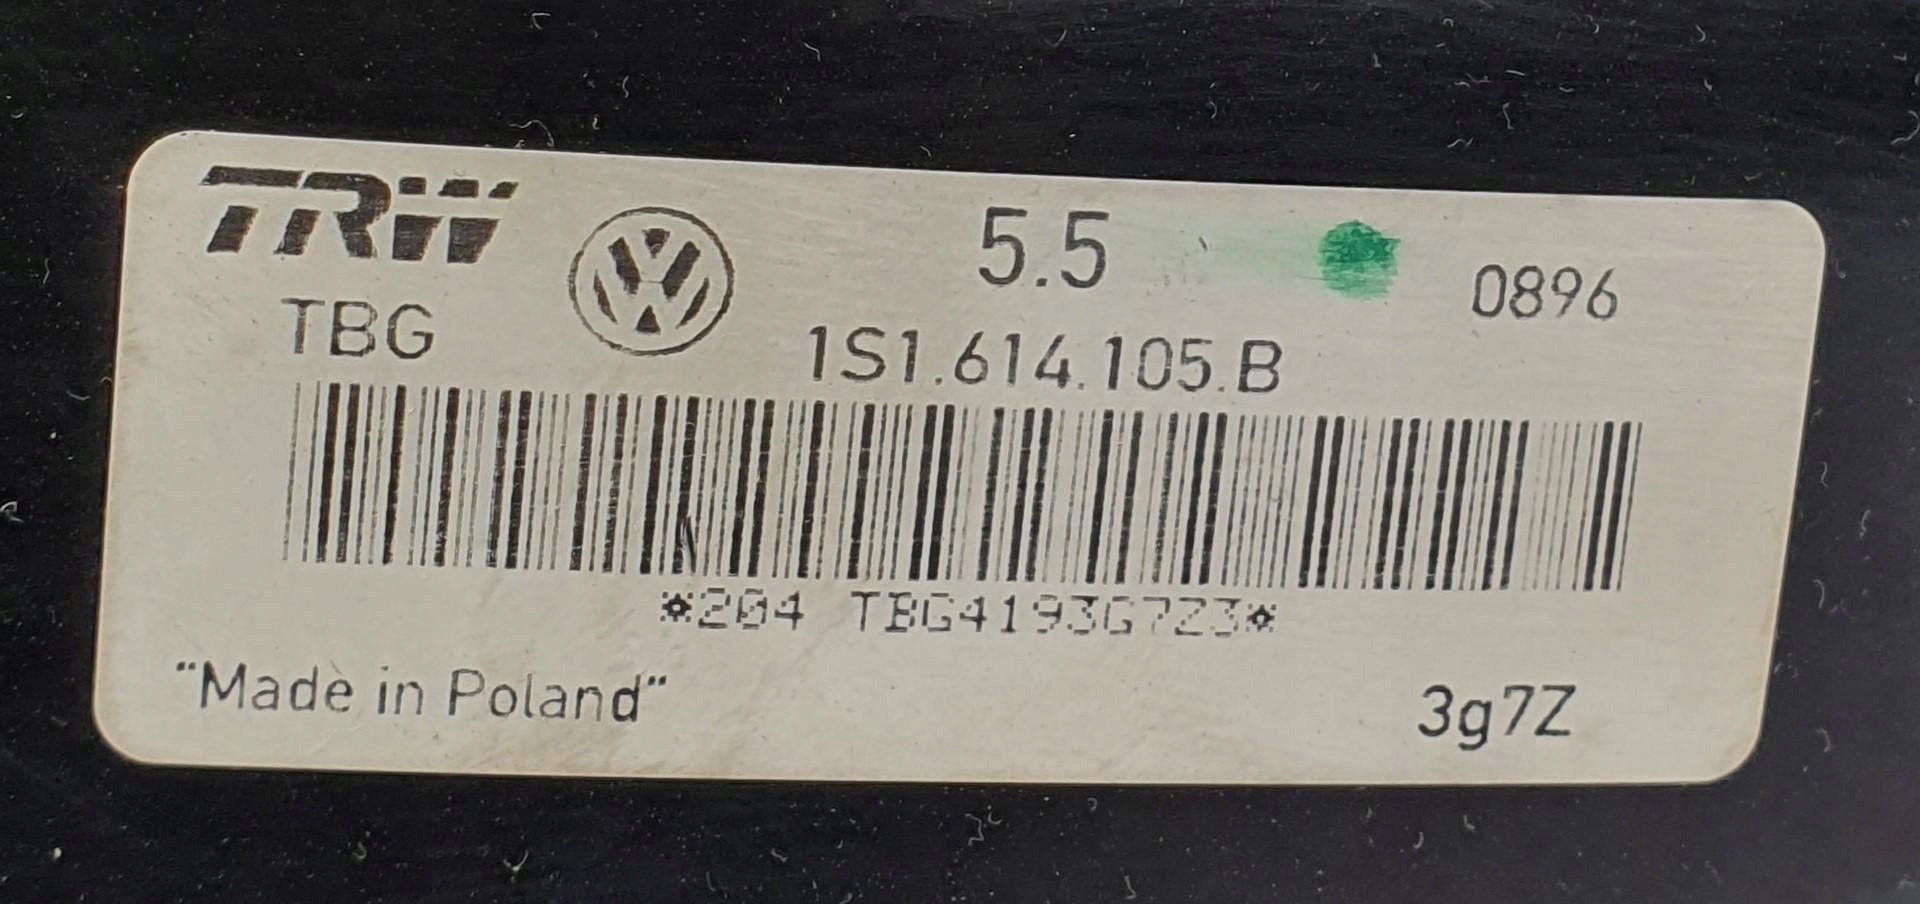 TRW
5.5
0896
TBG
1S1.614.105.B
*204 TBG4193G7Z3*
"Made in Poland"
3g7Z